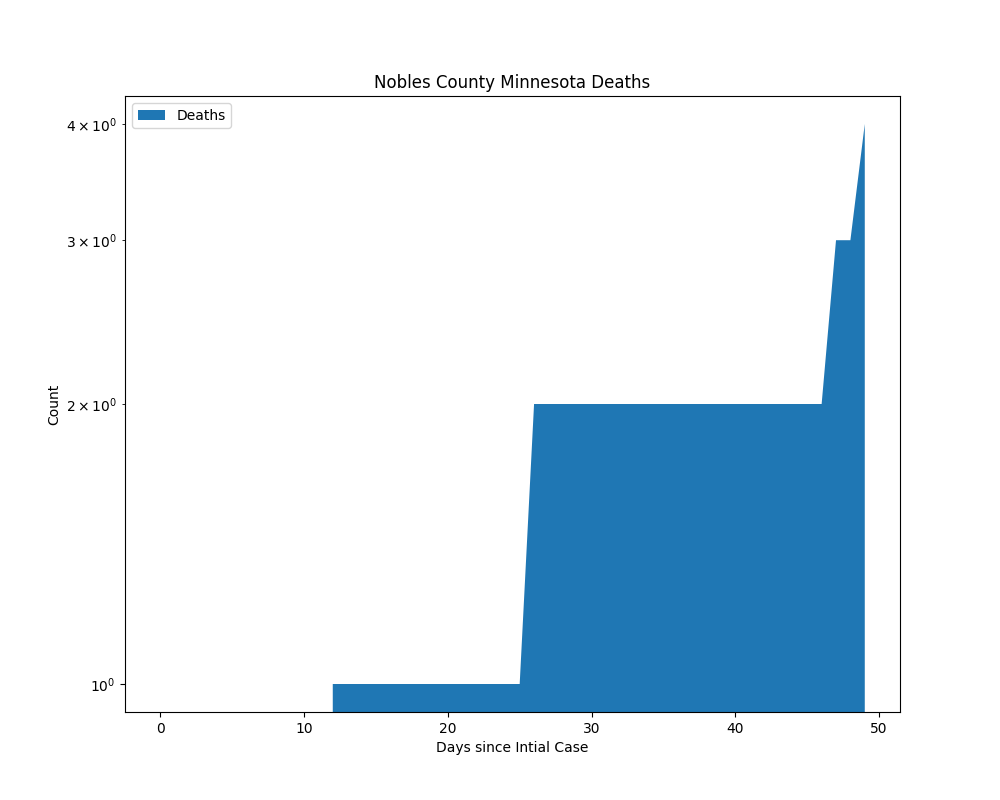 Nobles County Minnesota Deaths
Deaths
4 × 10⁰
3 × 10⁰
2 × 10⁰
10⁰
Count
0 10 20 30 40 50
Days since Intial Case